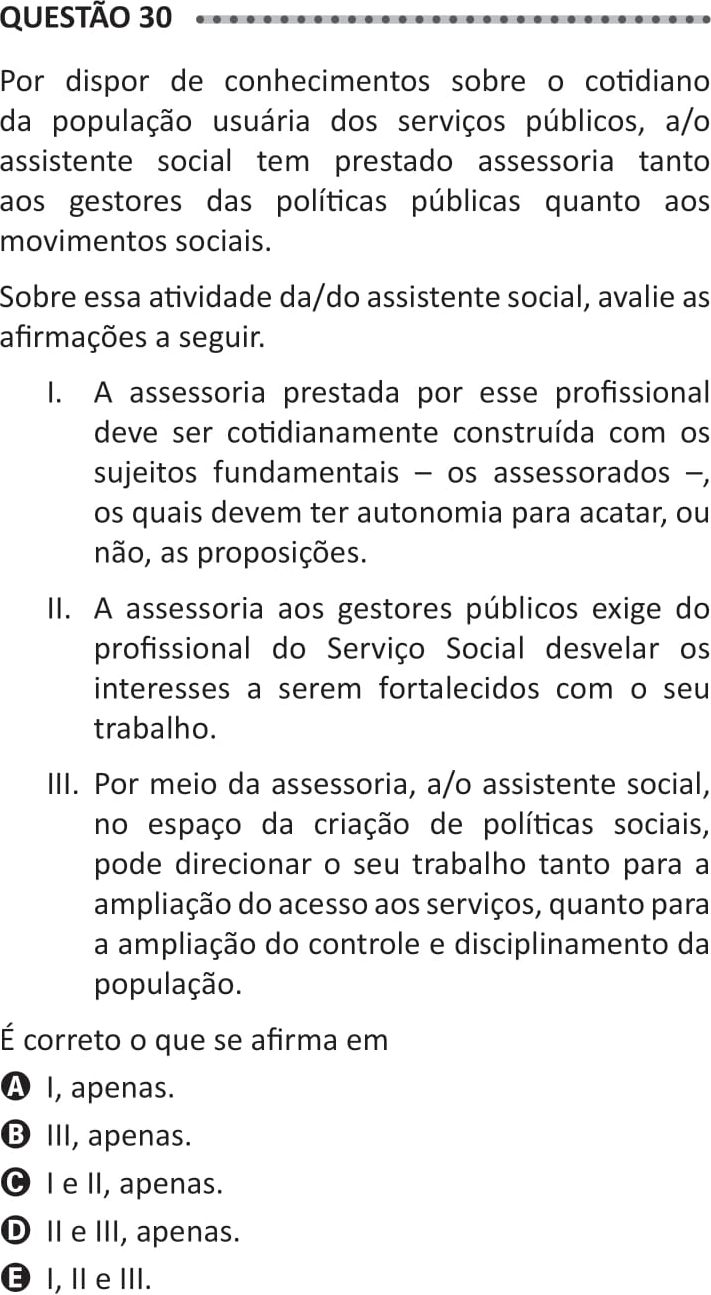 QUESTÃO 30
Por dispor de conhecimentos sobre o cotidiano
da população usuária dos serviços públicos, a/o
assistente social tem prestado assessoria tanto
aos gestores das políticas públicas quanto aos
movimentos sociais.
Sobre essa atividade da/do assistente social, avalie as
afirmações a seguir.
I. A assessoria prestada por esse profissional
deve ser cotidianamente construída com os
sujeitos fundamentais – os assessorados –,
os quais devem ter autonomia para acatar, ou
não, as proposições.
II. A assessoria aos gestores públicos exige do
profissional do Serviço Social desvelar os
interesses a serem fortalecidos com o seu
trabalho.
III. Por meio da assessoria, a/o assistente social,
no espaço da criação de políticas sociais,
pode direcionar o seu trabalho tanto para a
ampliação do acesso aos serviços, quanto para
a ampliação do controle e disciplinamento da
população.
É correto o que se afirma em
A I, apenas.
B III, apenas.
C I e II, apenas.
D II e III, apenas.
E I, II e III.